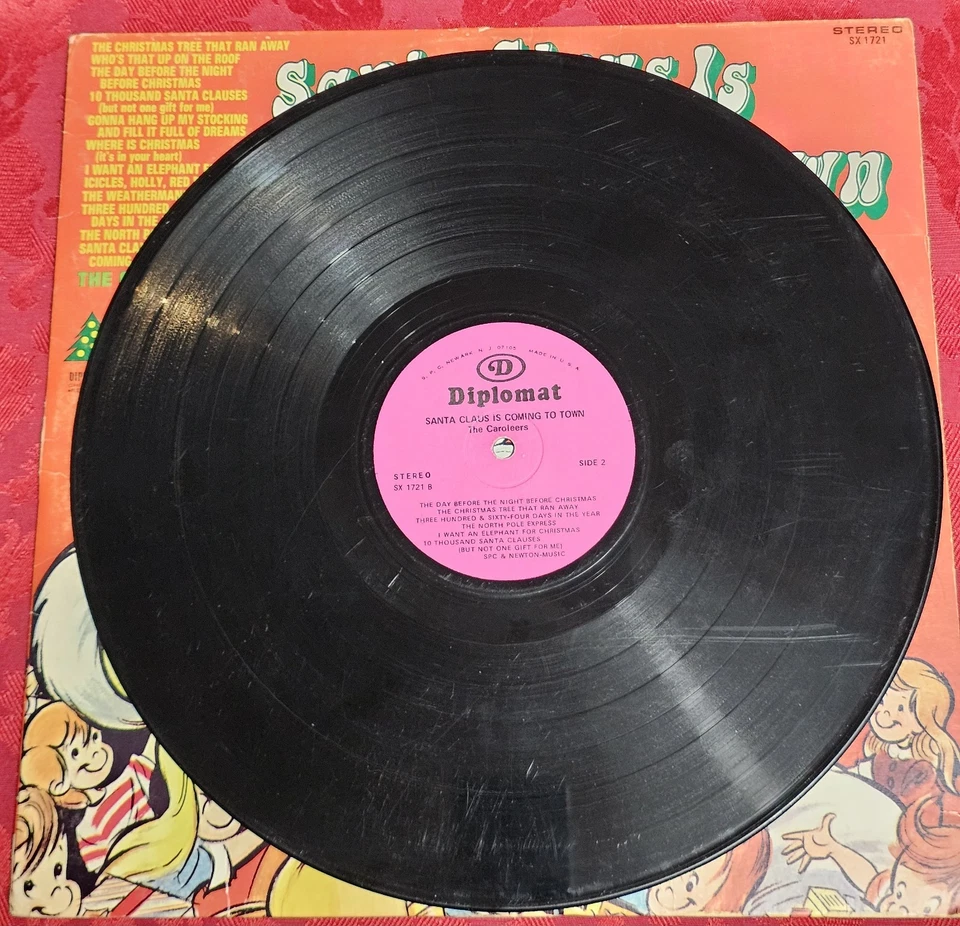 THE CHRISTMAS TREE THAT RAN AWAY
WHO'S THAT UP ON THE ROOF
THE DAY BEFORE THE NIGHT
BEFORE CHRISTMAS
10 THOUSAND SANTA CLAUSES
(but not one gift for me)
GONNA HANG UP MY STOCKING
AND FILL IT FULL OF DREAMS
WHERE IS CHRISTMAS
(it's in your heart)
I WANT AN ELEPHANT
ICICLES, HOLLY, RED
THE WEATHERMAN
THREE HUNDRED
DAYS IN THE
THE NORTH
SANTA
COMING
THE
STEREO
SX 1721
Is
S.P.C. NEWARK, N.J. 07105 MADE IN U.S.A.
D
Diplomat
SANTA CLAUS IS COMING TO TOWN
The Caroleers
STEREO
SX 1721 B
SIDE 2
THE DAY BEFORE THE NIGHT BEFORE CHRISTMAS
THE CHRISTMAS TREE THAT RAN AWAY
THREE HUNDRED & SIXTY-FOUR DAYS IN THE YEAR
THE NORTH POLE EXPRESS
I WANT AN ELEPHANT FOR CHRISTMAS
10 THOUSAND SANTA CLAUSES
(BUT NOT ONE GIFT FOR ME)
SPC & NEWTON-MUSIC